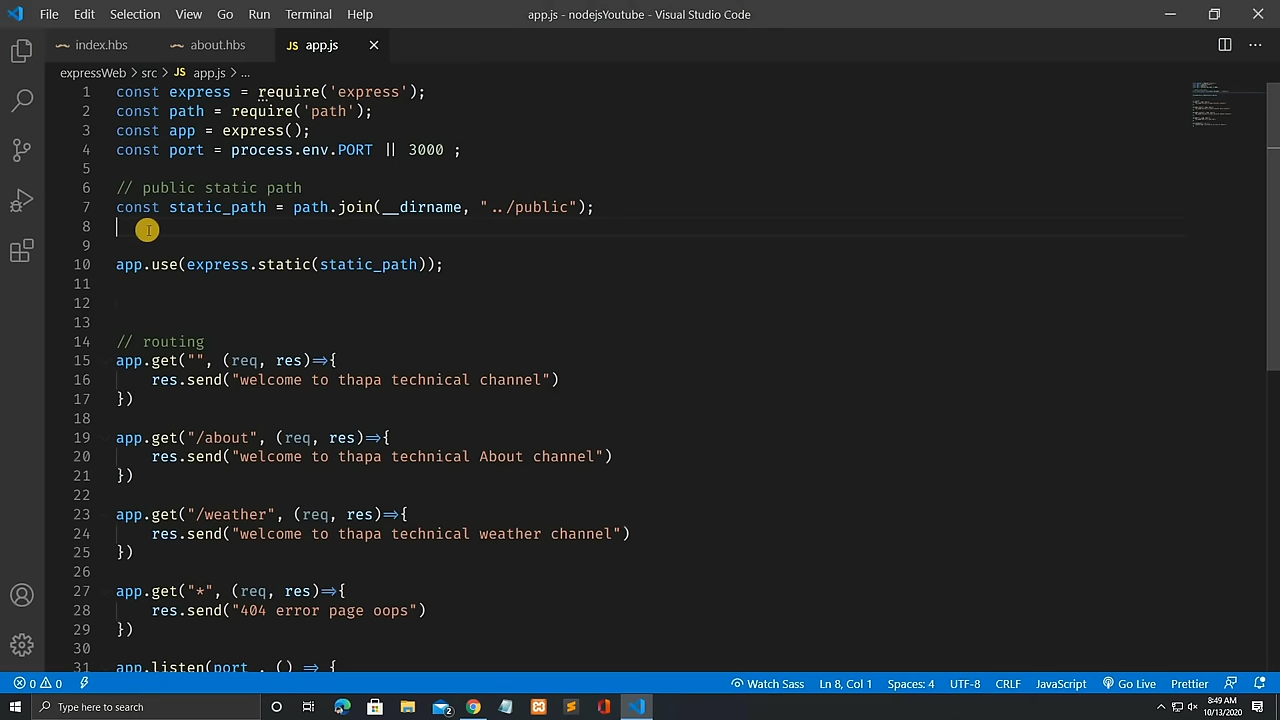 File Edit Selection View Go Run Terminal Help
app.js - nodejsYoutube - Visual Studio Code
index.hbs
about.hbs
JS app.js
expressWeb > src > JS app.js > ...
1 const express = require('express');
2 const path = require('path');
3 const app = express();
4 const port = process.env.PORT || 3000 ;
5
6 // public static path
7 const static_path = path.join(__dirname, "../public");
8
9
10 app.use(express.static(static_path));
11
12
13
14 // routing
15 app.get("", (req, res)=>{
16 res.send("welcome to thapa technical channel")
17 })
18
19 app.get("/about", (req, res)=>{
20 res.send("welcome to thapa technical About channel")
21 })
22
23 app.get("/weather", (req, res)=>{
24 res.send("welcome to thapa technical weather channel")
25 })
26
27 app.get("*", (req, res)=>{
28 res.send("404 error page oops")
29 })
30
31 app.listen(port , () => {
0 0 Watch Sass Ln 8, Col 1 Spaces: 4 UTF-8 CRLF JavaScript Go Live Prettier
Type here to search
2
8:49 AM
10/13/2020